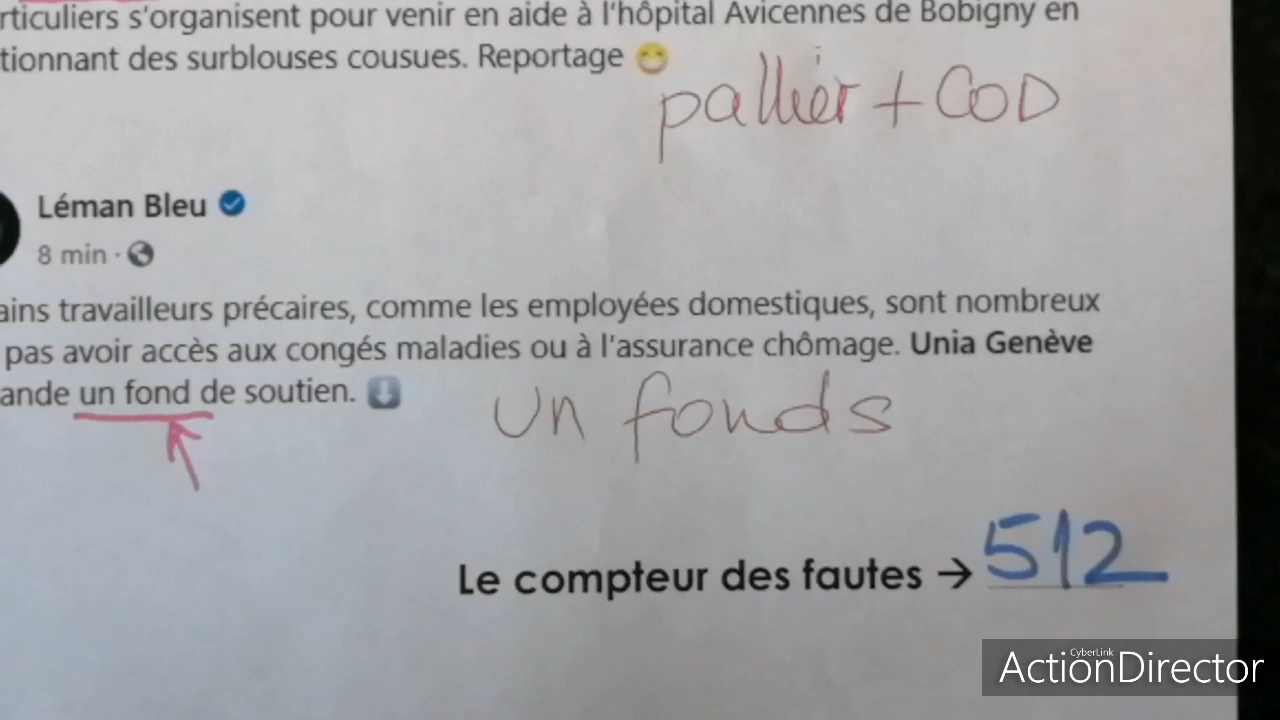 rticuliers s'organisent pour venir en aide à l'hôpital Avicennes de Bobigny en
tionnant des surblouses cousues. Reportage 😷
pallier + COD
Léman Bleu
8 min ·
ains travailleurs précaires, comme les employées domestiques, sont nombreux
pas avoir accès aux congés maladies ou à l'assurance chômage. Unia Genève
ande un fond de soutien. ⬇
un fonds
Le compteur des fautes → 512
CyberLink
ActionDirector